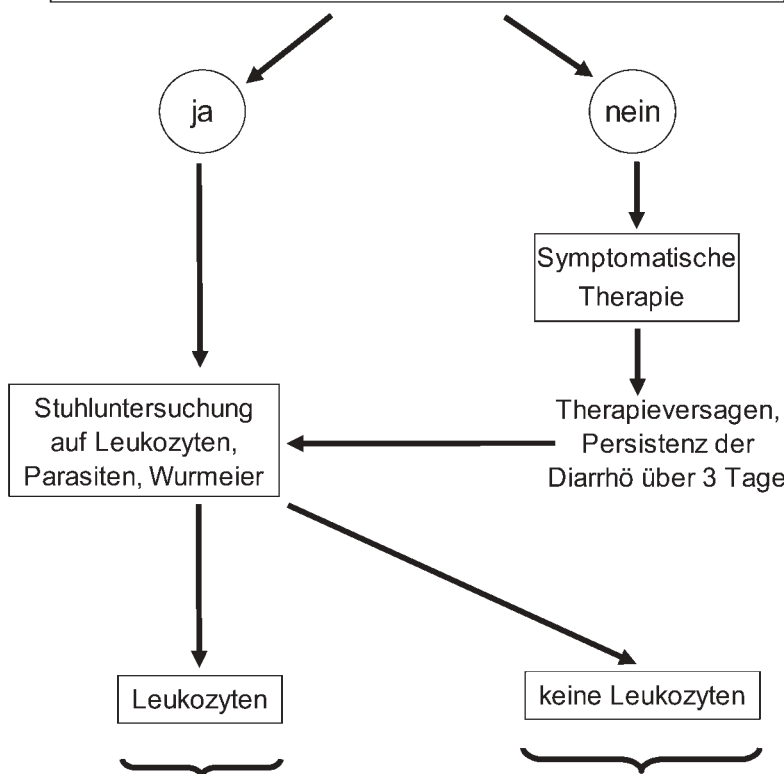 ja
nein
Symptomatische
Therapie
Stuhluntersuchung
auf Leukozyten,
Parasiten, Wurmeier
Therapieversagen,
Persistenz der
Diarrhö über 3 Tage
Leukozyten
keine Leukozyten